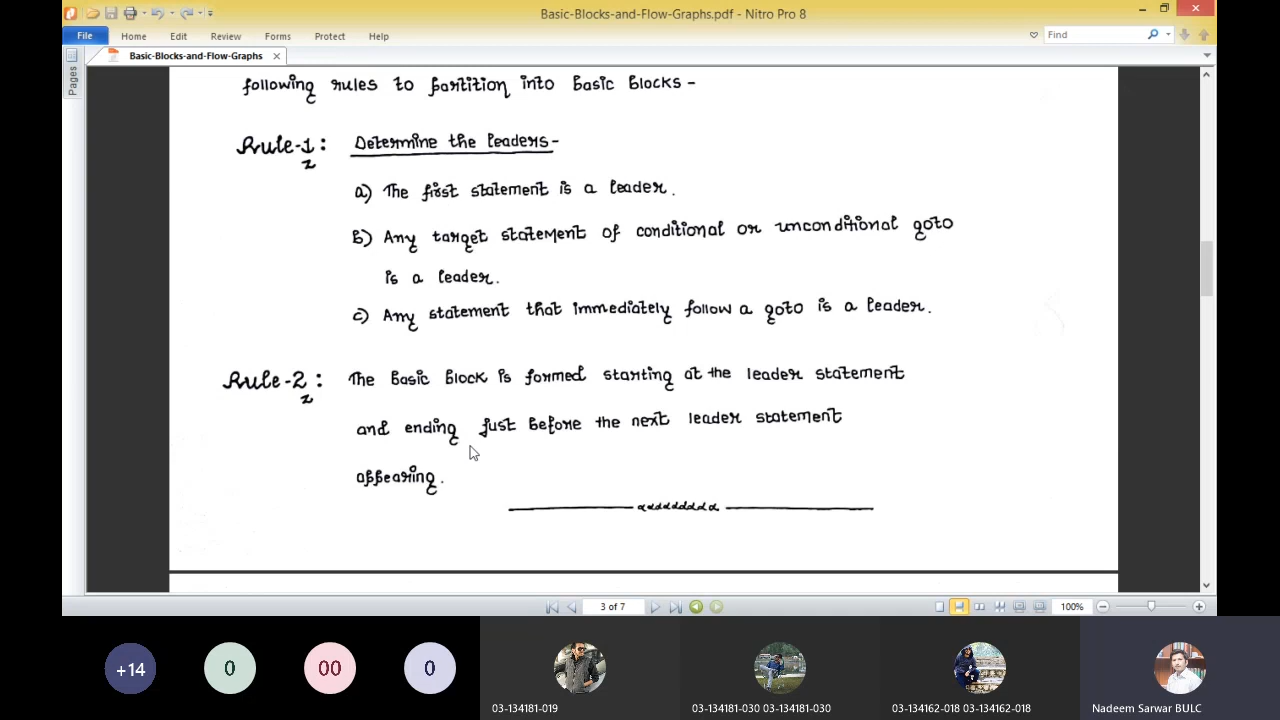 Basic-Blocks-and-Flow-Graphs.pdf - Nitro Pro 8
File Home Edit Review Forms Protect Help Find
Basic-Blocks-and-Flow-Graphs
Pages
following rules to partition into basic blocks -
Rule-1: Determine the leaders -
a) The first statement is a leader.
b) Any target statement of conditional or unconditional goto
is a leader.
c) Any statement that immediately follow a goto is a leader.
Rule-2: The basic block is formed starting at the leader statement
and ending just before the next leader statement
appearing.
3 of 7 100%
+14 0 00 0
03-134181-019 03-134181-030 03-134181-030 03-134162-018 03-134162-018 Nadeem Sarwar BULC